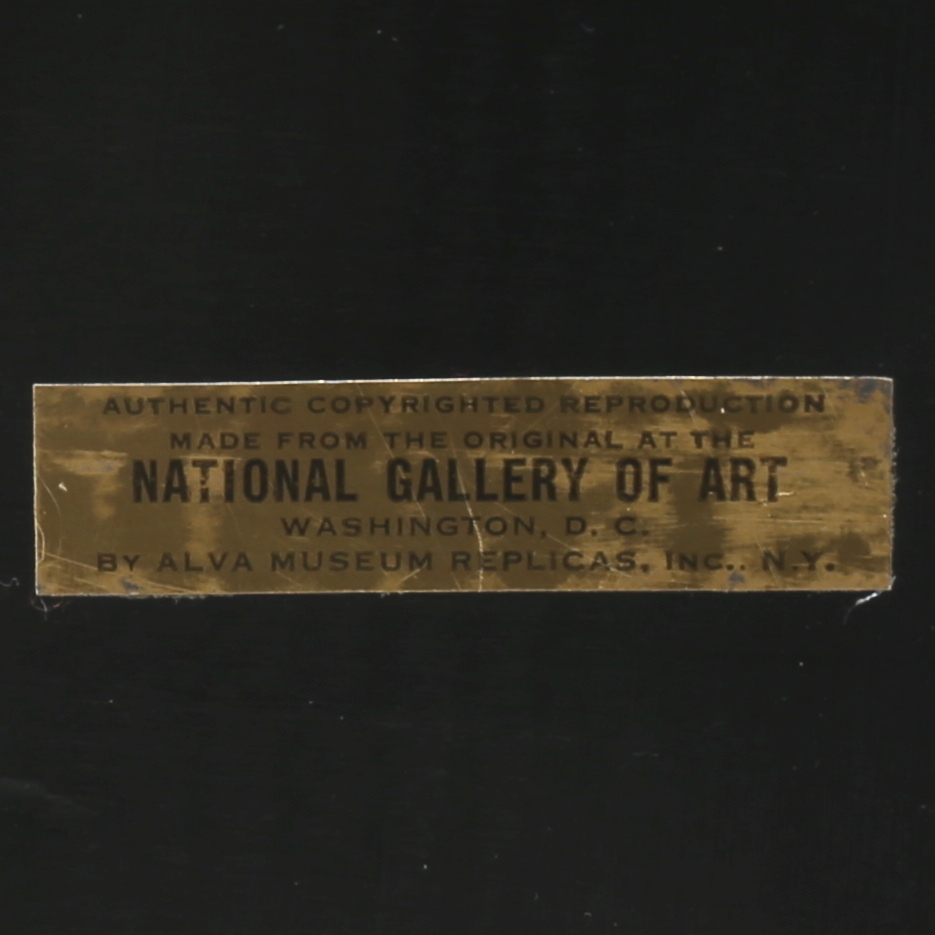 AUTHENTIC COPYRIGHTED REPRODUCTION
MADE FROM THE ORIGINAL AT THE
NATIONAL GALLERY OF ART
WASHINGTON, D. C.
BY ALVA MUSEUM REPLICAS, INC.. N.Y.